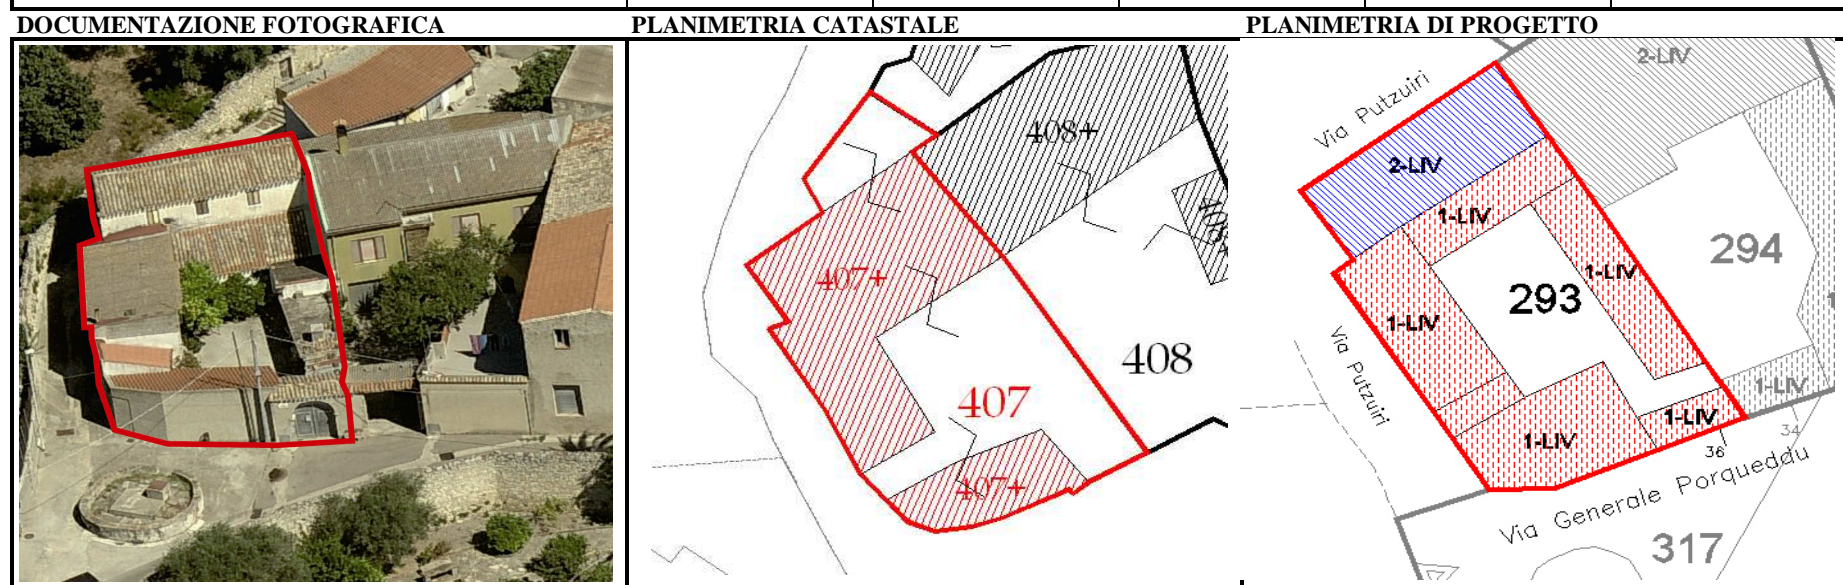 DOCUMENTAZIONE FOTOGRAFICA
PLANIMETRIA CATASTALE
PLANIMETRIA DI PROGETTO
408+
407+
408
407
407+
2-LIV
Via Putzuiri
2-LIV
1-LIV
294
1-LIV
293
1-LIV
Via Putzuiri
1-LIV
1-LIV
1-LIV
36
34
Via Generale Porqueddu
317